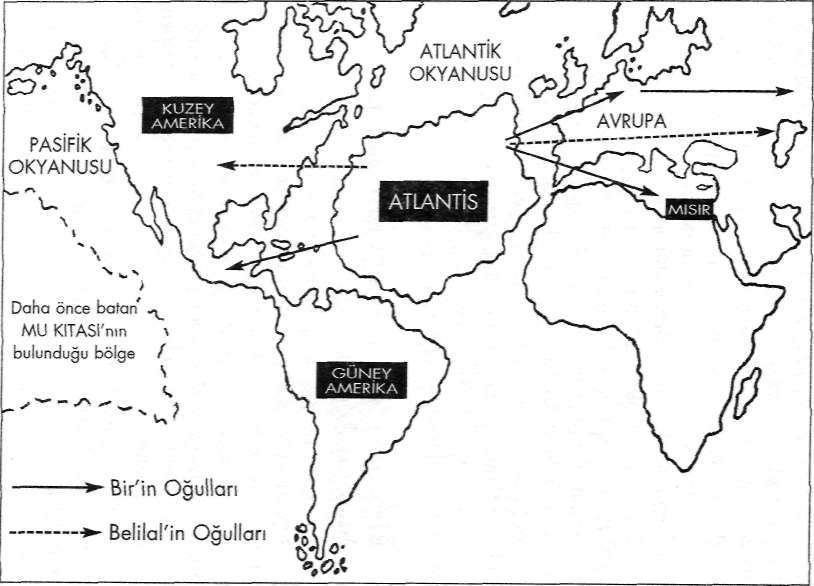 ATLANTİK
OKYANUSU
KUZEY
AMERİKA
PASİFİK
OKYANUSU
AVRUPA
ATLANTİS
MISIR
Daha önce batan
MU KITASI'nın
bulunduğu bölge
GÜNEY
AMERİKA
Bir'in Oğulları
Belilal'in Oğulları